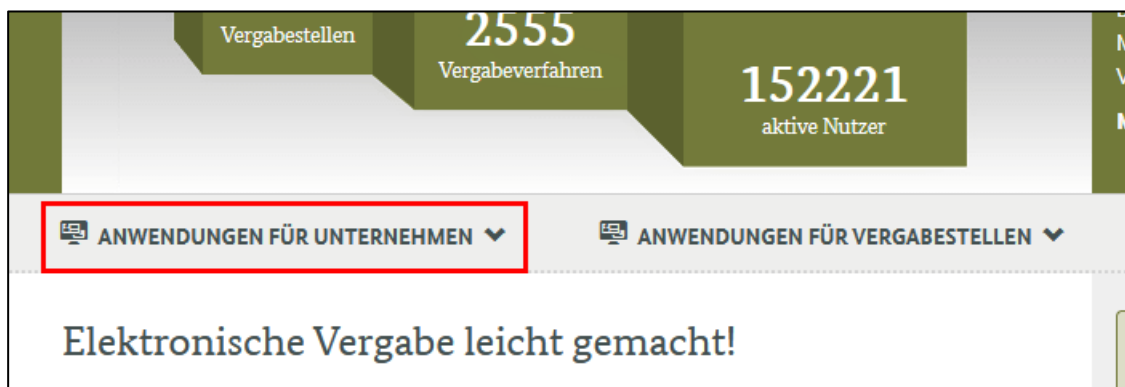 Vergabestellen
2555
Vergabeverfahren
152221
aktive Nutzer
ANWENDUNGEN FÜR UNTERNEHMEN
ANWENDUNGEN FÜR VERGABESTELLEN
Elektronische Vergabe leicht gemacht!